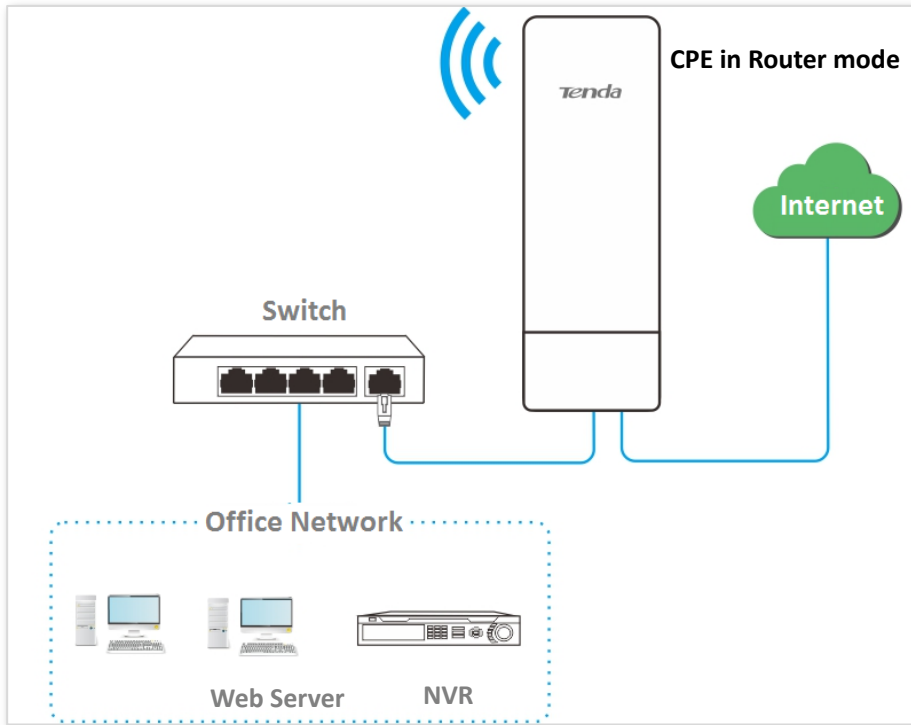 CPE in Router mode
Tenda
Internet
Switch
Office Network
Web Server
NVR